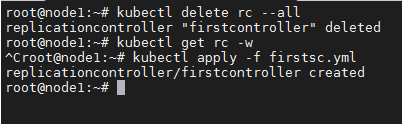 root@node1:~# kubectl delete rc --all
replicationcontroller "firstcontroller" deleted
root@node1:~# kubectl get rc -w
^Croot@node1:~# kubectl apply -f firstsc.yml
replicationcontroller/firstcontroller created
root@node1:~#